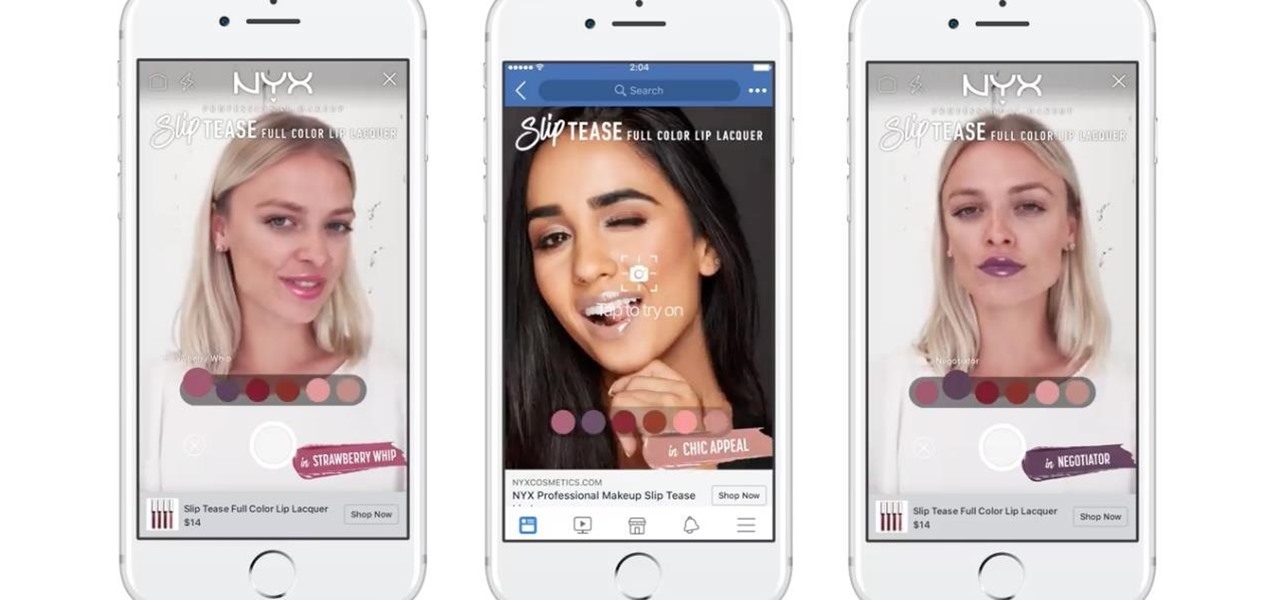 NYX
PROFESSIONAL MAKEUP
Slip TEASE FULL COLOR LIP LACQUER
Strawberry Whip
in STRAWBERRY WHIP
Slip Tease Full Color Lip Lacquer
$14
Shop Now
2:04
Search
Slip TEASE FULL COLOR LIP LACQUER
Tap to try on
in CHIC APPEAL
NYXCOSMETICS.COM
NYX Professional Makeup Slip Tease
Shop Now
NYX
PROFESSIONAL MAKEUP
Slip TEASE FULL COLOR LIP LACQUER
Negotiator
in NEGOTIATOR
Slip Tease Full Color Lip Lacquer
$14
Shop Now